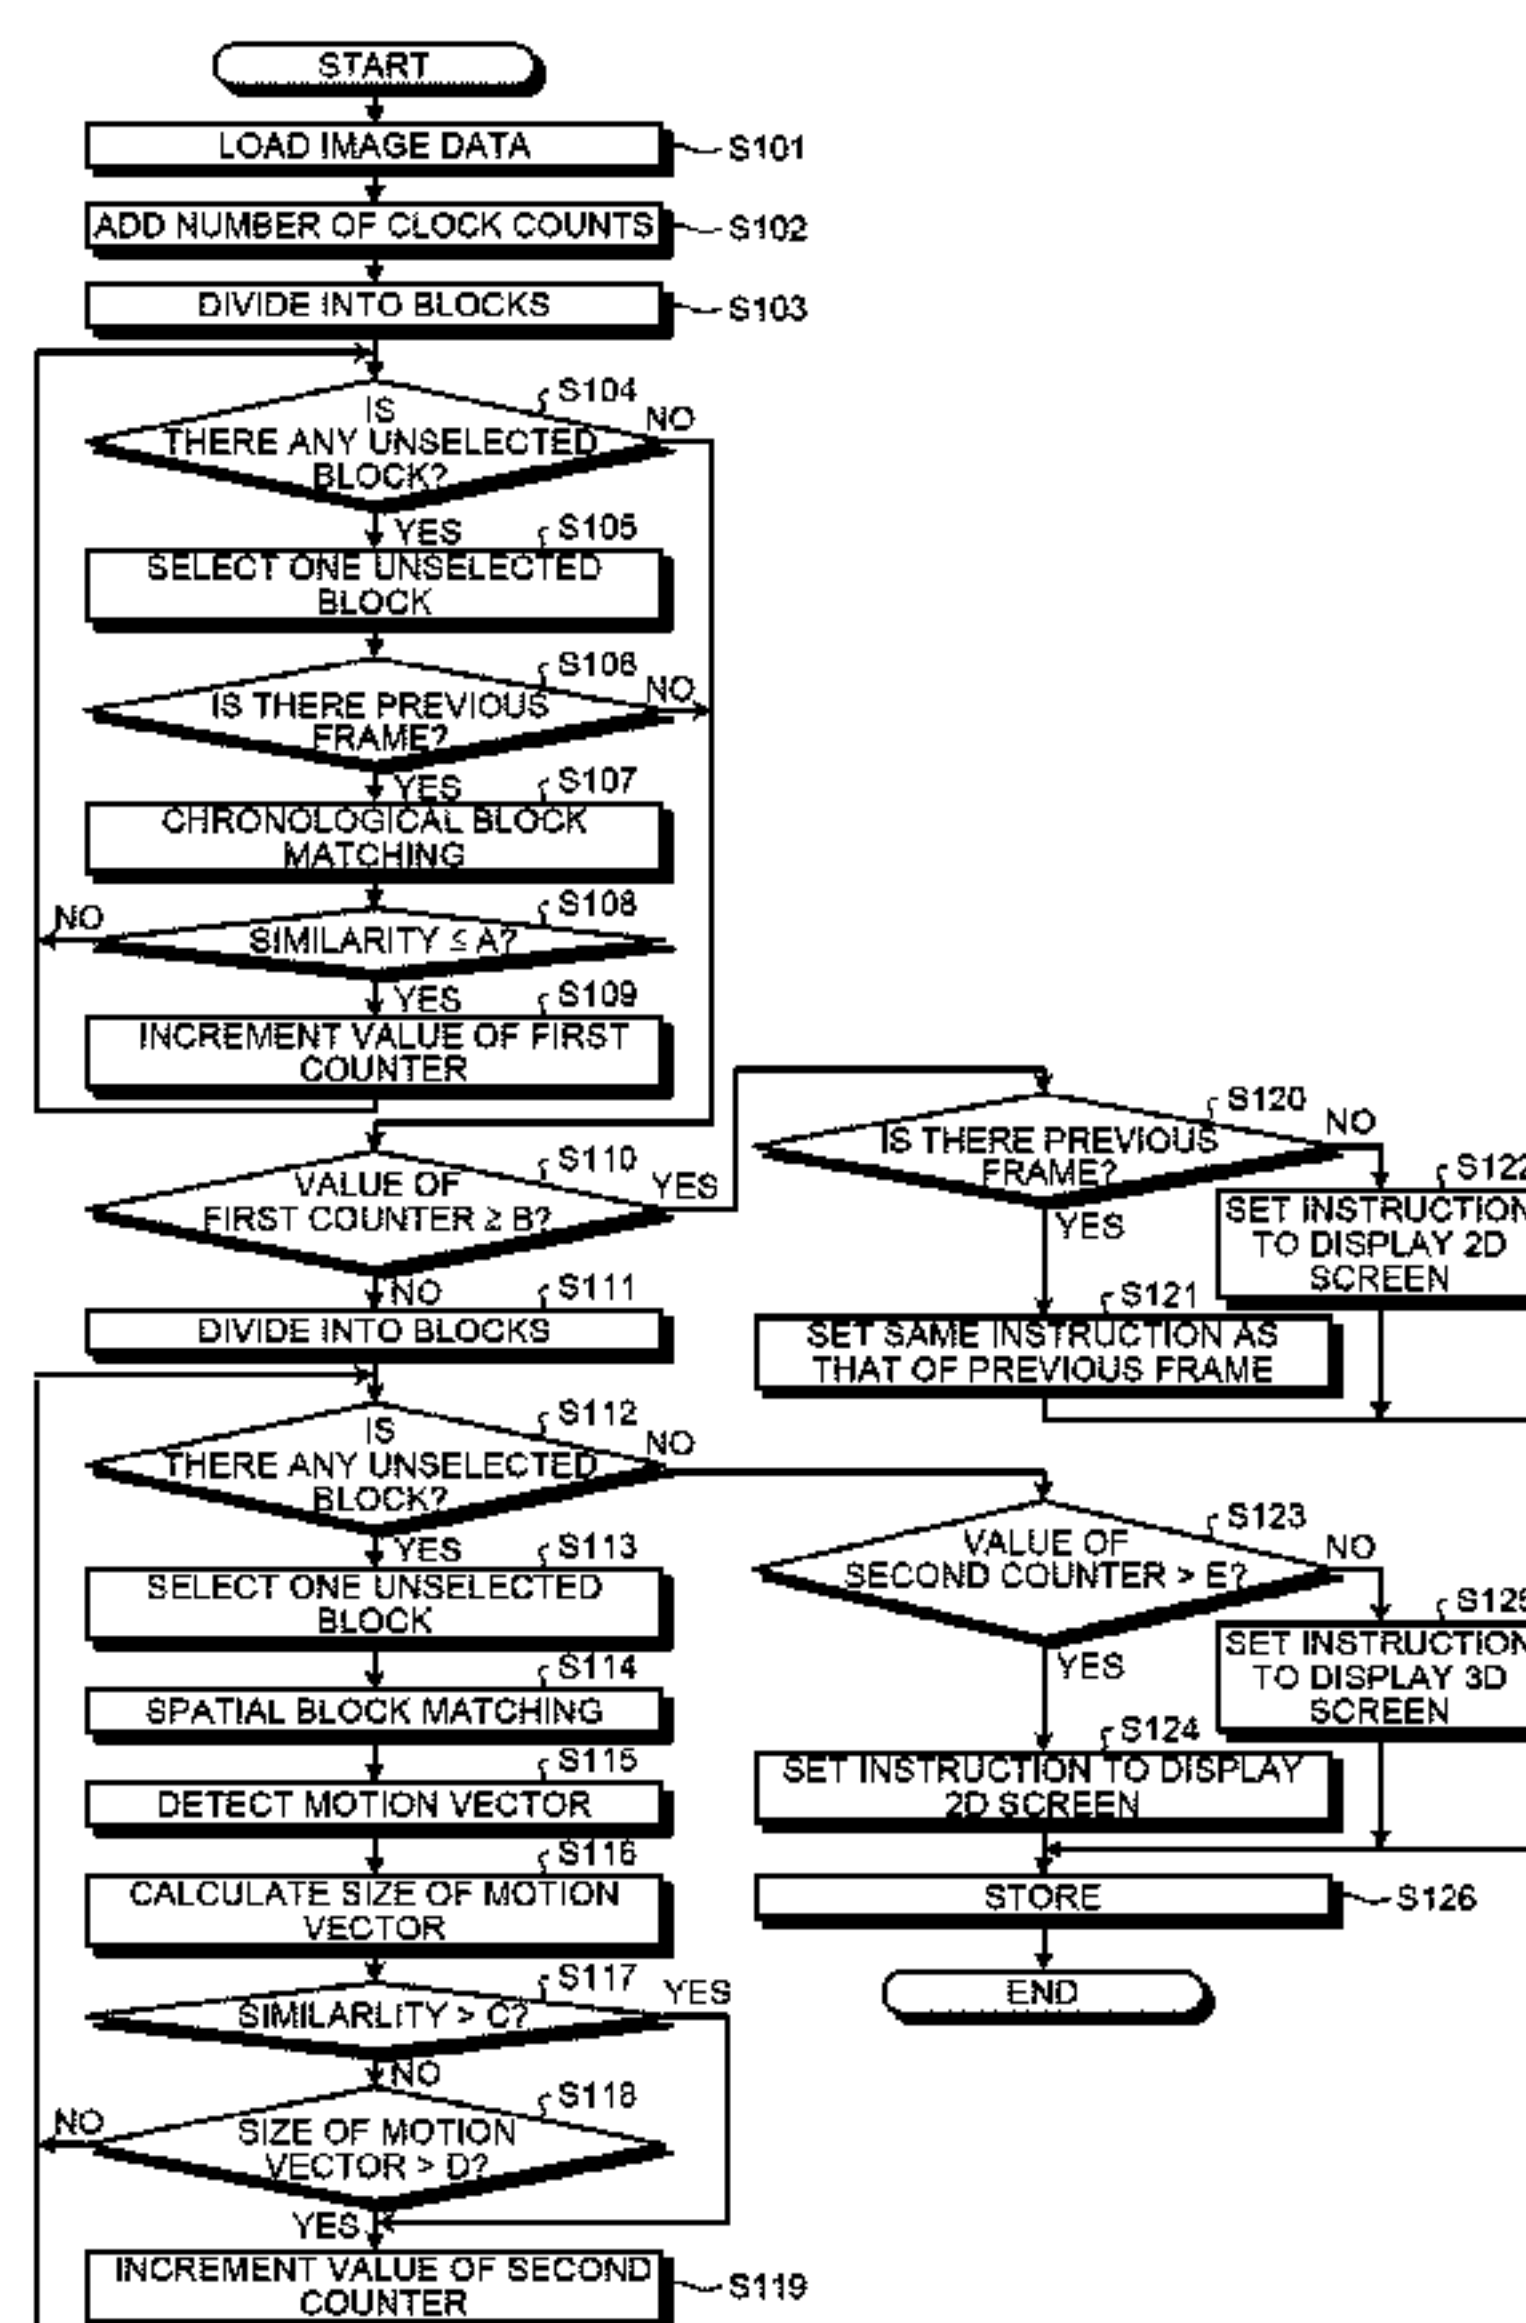 START
LOAD IMAGE DATA
S101
ADD NUMBER OF CLOCK COUNTS
S102
DIVIDE INTO BLOCKS
S103
S104
IS
THERE ANY UNSELECTED
BLOCK?
NO
YES
S105
SELECT ONE UNSELECTED
BLOCK
S106
IS THERE PREVIOUS
FRAME?
NO
YES
S107
CHRONOLOGICAL BLOCK
MATCHING
S108
NO
SIMILARITY ≤ A?
YES
S109
INCREMENT VALUE OF FIRST
COUNTER
S110
VALUE OF
FIRST COUNTER ≥ B?
YES
NO
S111
DIVIDE INTO BLOCKS
S112
IS
THERE ANY UNSELECTED
BLOCK?
NO
YES
S113
SELECT ONE UNSELECTED
BLOCK
S114
SPATIAL BLOCK MATCHING
S115
DETECT MOTION VECTOR
S116
CALCULATE SIZE OF MOTION
VECTOR
S117
SIMILARLITY > C?
YES
NO
S118
NO
SIZE OF MOTION
VECTOR > D?
YES
INCREMENT VALUE OF SECOND
COUNTER
S119
S120
IS THERE PREVIOUS
FRAME?
NO
YES
S122
SET INSTRUCTION
TO DISPLAY 2D
SCREEN
S121
SET SAME INSTRUCTION AS
THAT OF PREVIOUS FRAME
S123
VALUE OF
SECOND COUNTER > E?
NO
YES
S125
SET INSTRUCTION
TO DISPLAY 3D
SCREEN
S124
SET INSTRUCTION TO DISPLAY
2D SCREEN
STORE
S126
END